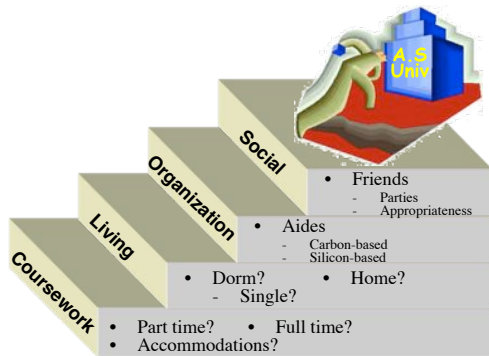 A.S
Univ
Social
• Friends
- Parties
- Appropriateness
Organization
• Aides
- Carbon-based
- Silicon-based
Living
• Dorm? • Home?
- Single?
Coursework
• Part time? • Full time?
• Accommodations?